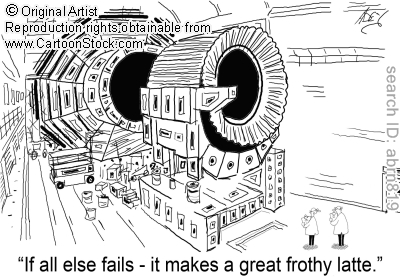 © Original Artist
Reproduction rights obtainable from
www.CartoonStock.com
search ID: abm859
"If all else fails - it makes a great frothy latte."